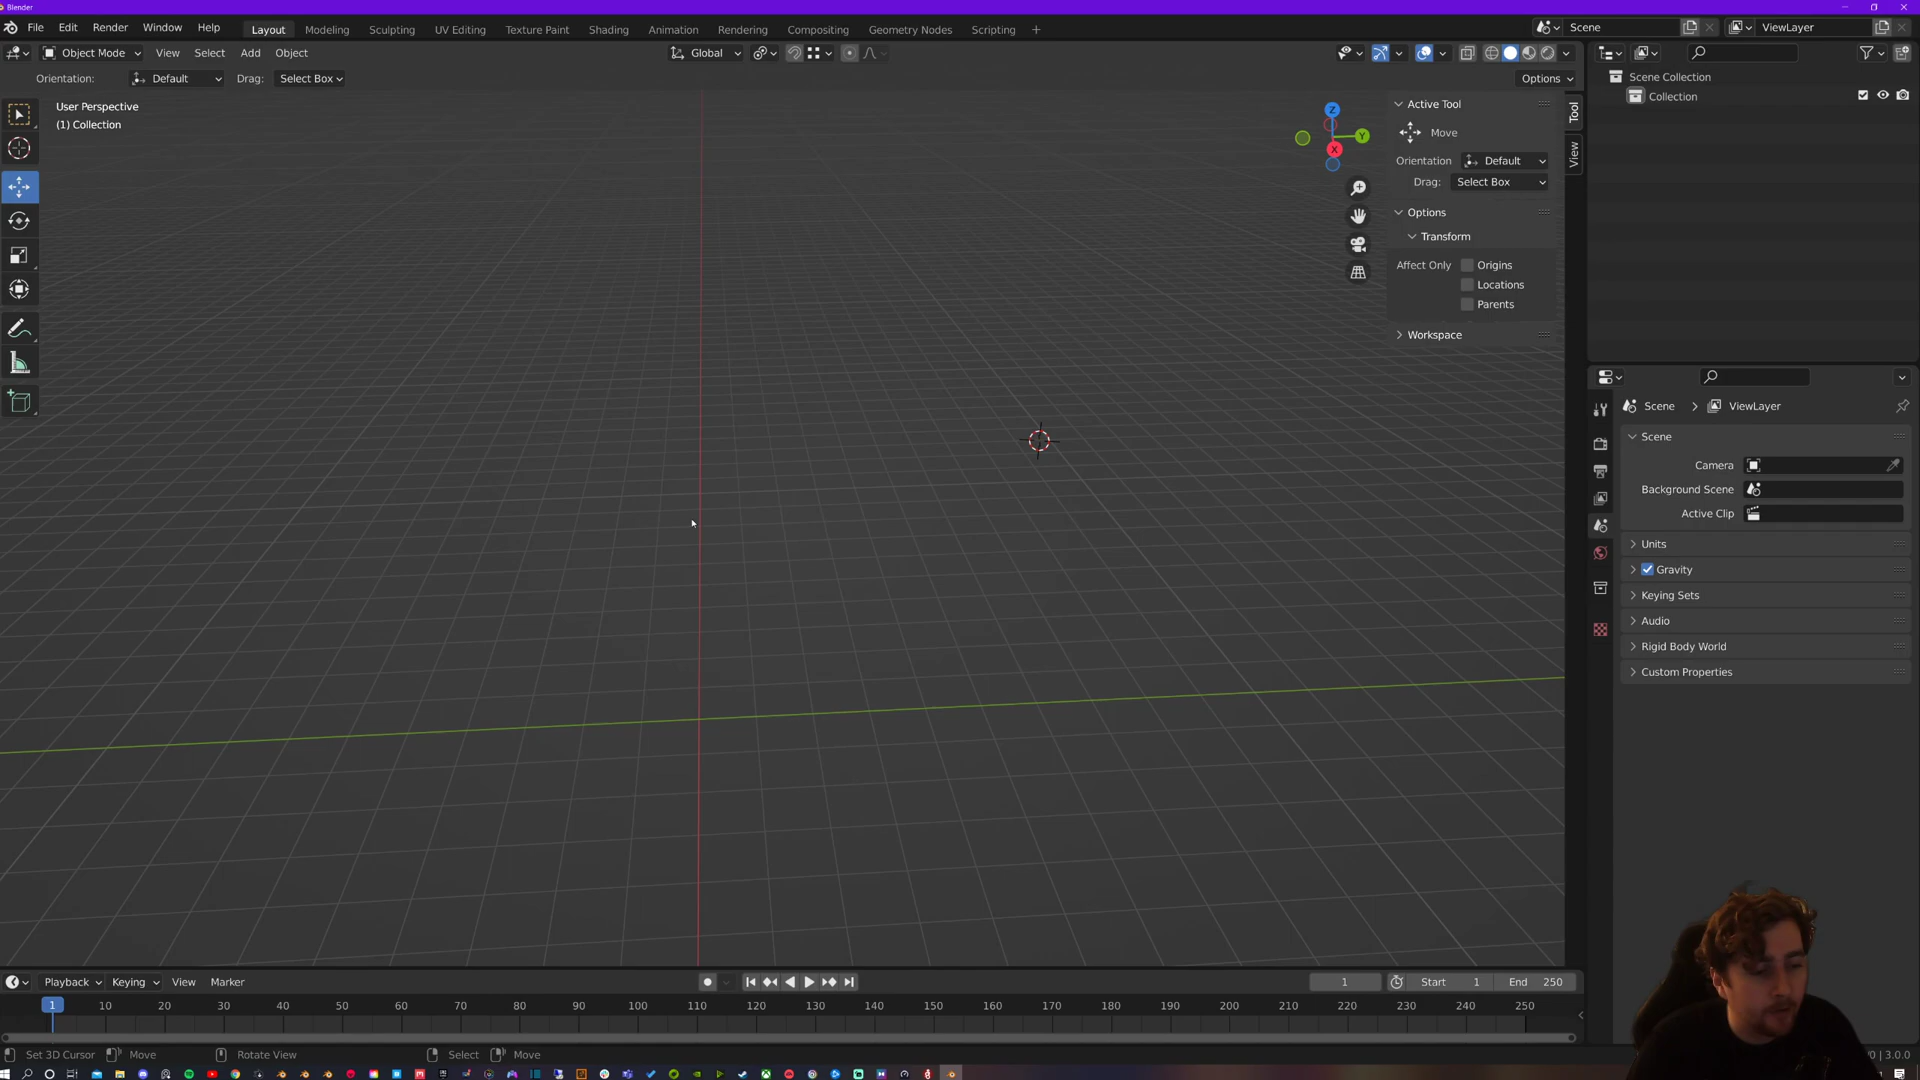 Blender
File Edit Render Window Help Layout Modeling Sculpting UV Editing Texture Paint Shading Animation Rendering Compositing Geometry Nodes Scripting + Scene ViewLayer
Object Mode View Select Add Object Global
Orientation: Default Drag: Select Box Options
User Perspective
(1) Collection
Z
Y
X
Active Tool
Move
Orientation Default
Drag: Select Box
Options
Transform
Affect Only Origins
Locations
Parents
Workspace
Tool
View
Scene Collection
Collection
Scene > ViewLayer
Scene
Camera
Background Scene
Active Clip
Units
Gravity
Keying Sets
Audio
Rigid Body World
Custom Properties
Playback Keying View Marker 1 Start 1 End 250
1 10 20 30 40 50 60 70 80 90 100 110 120 130 140 150 160 170 180 190 200 210 220 230 240 250
Set 3D Cursor Move Rotate View Select Move 3.0.0